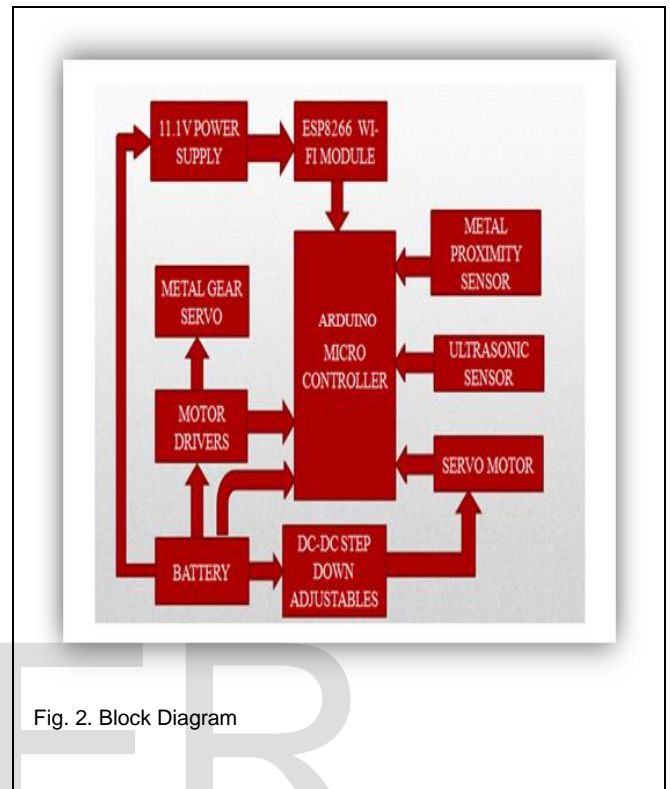 11.1V POWER
SUPPLY
ESP8266 WI-
FI MODULE
METAL
PROXIMITY
SENSOR
METAL GEAR
SERVO
ARDUINO
MICRO
CONTROLLER
ULTRASONIC
SENSOR
MOTOR
DRIVERS
SERVO MOTOR
BATTERY
DC-DC STEP
DOWN
ADJUSTABLES
ER
Fig. 2. Block Diagram